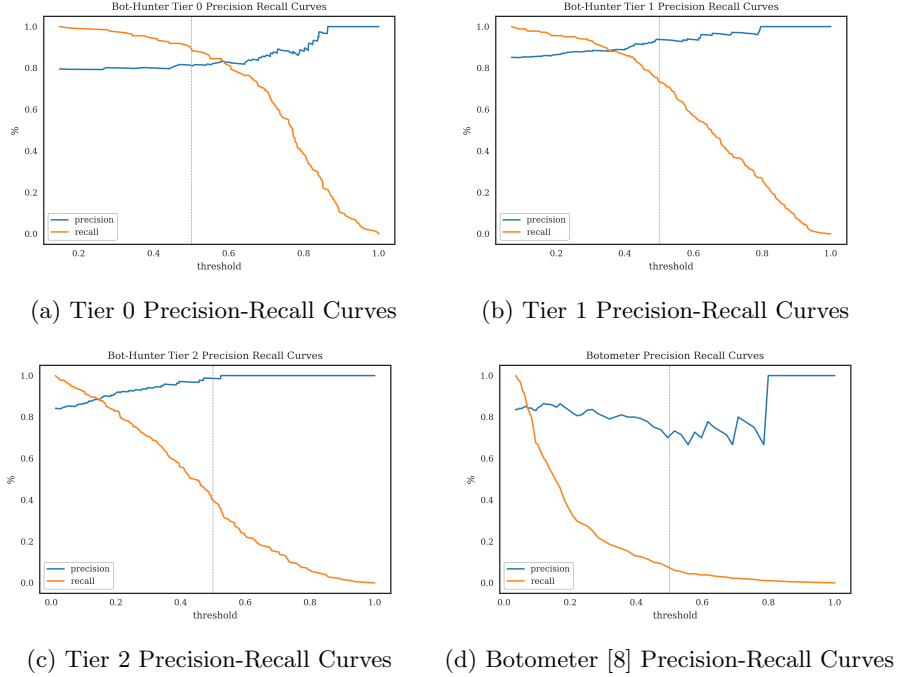 Bot-Hunter Tier 0 Precision Recall Curves
1.0
0.8
0.6
0.4
0.2
0.0
%
precision
recall
0.2 0.4 0.6 0.8 1.0
threshold
(a) Tier 0 Precision-Recall Curves
Bot-Hunter Tier 1 Precision Recall Curves
1.0
0.8
0.6
0.4
0.2
0.0
%
precision
recall
0.2 0.4 0.6 0.8 1.0
threshold
(b) Tier 1 Precision-Recall Curves
Bot-Hunter Tier 2 Precision Recall Curves
1.0
0.8
0.6
0.4
0.2
0.0
%
precision
recall
0.0 0.2 0.4 0.6 0.8 1.0
threshold
(c) Tier 2 Precision-Recall Curves
Botometer Precision Recall Curves
1.0
0.8
0.6
0.4
0.2
0.0
%
precision
recall
0.0 0.2 0.4 0.6 0.8 1.0
threshold
(d) Botometer [8] Precision-Recall Curves